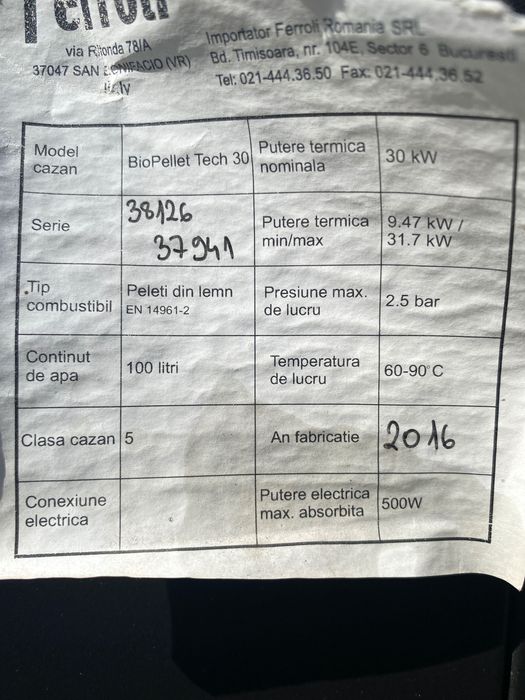 Ferroli
via Ritonda 78/A
37047 SAN BONIFACIO (VR)
Italy
Importator Ferroli Romania SRL
Bd. Timisoara, nr. 104E, Sector 6 Bucuresti
Tel: 021-444.36.50 Fax: 021-444.36.52
Model cazan
BioPellet Tech 30
Putere termica nominala
30 kW
Serie
38126
37941
Putere termica min/max
9.47 kW /
31.7 kW
Tip combustibil
Peleti din lemn
EN 14961-2
Presiune max. de lucru
2.5 bar
Continut de apa
100 litri
Temperatura de lucru
60-90°C
Clasa cazan
5
An fabricatie
2016
Conexiune electrica
Putere electrica max. absorbita
500W